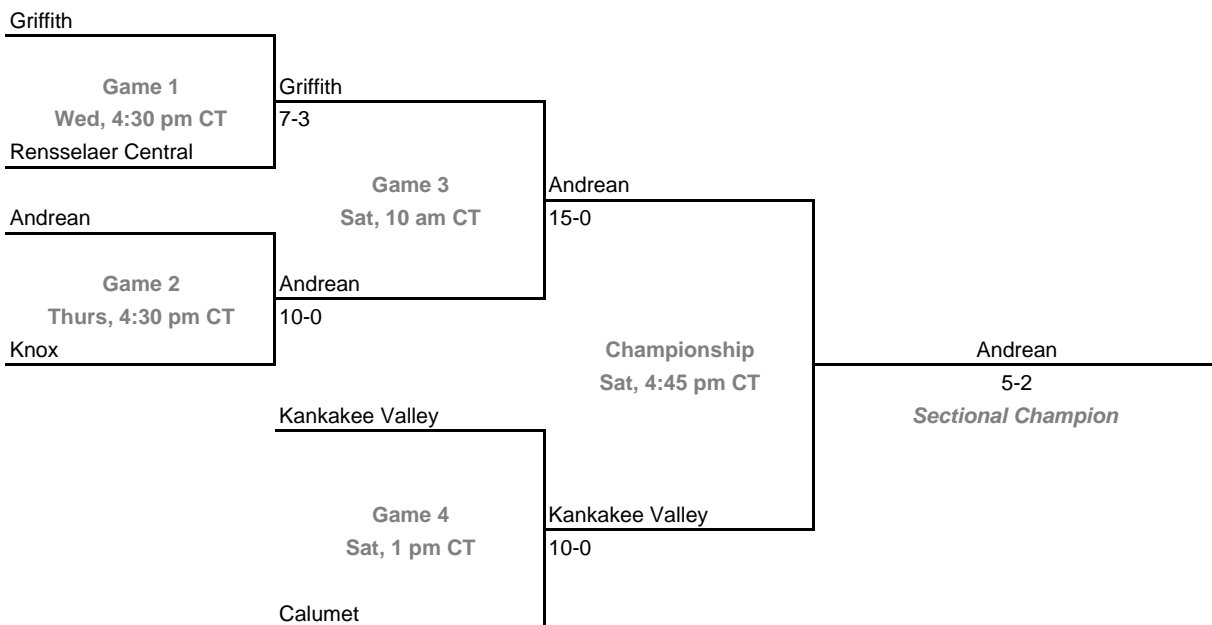 Griffith
Game 1
Wed, 4:30 pm CT
Rensselaer Central
Griffith
7-3
Andrean
Game 2
Thurs, 4:30 pm CT
Knox
Andrean
10-0
Game 3
Sat, 10 am CT
Andrean
15-0
Kankakee Valley
Game 4
Sat, 1 pm CT
Calumet
Kankakee Valley
10-0
Championship
Sat, 4:45 pm CT
Andrean
5-2
Sectional Champion